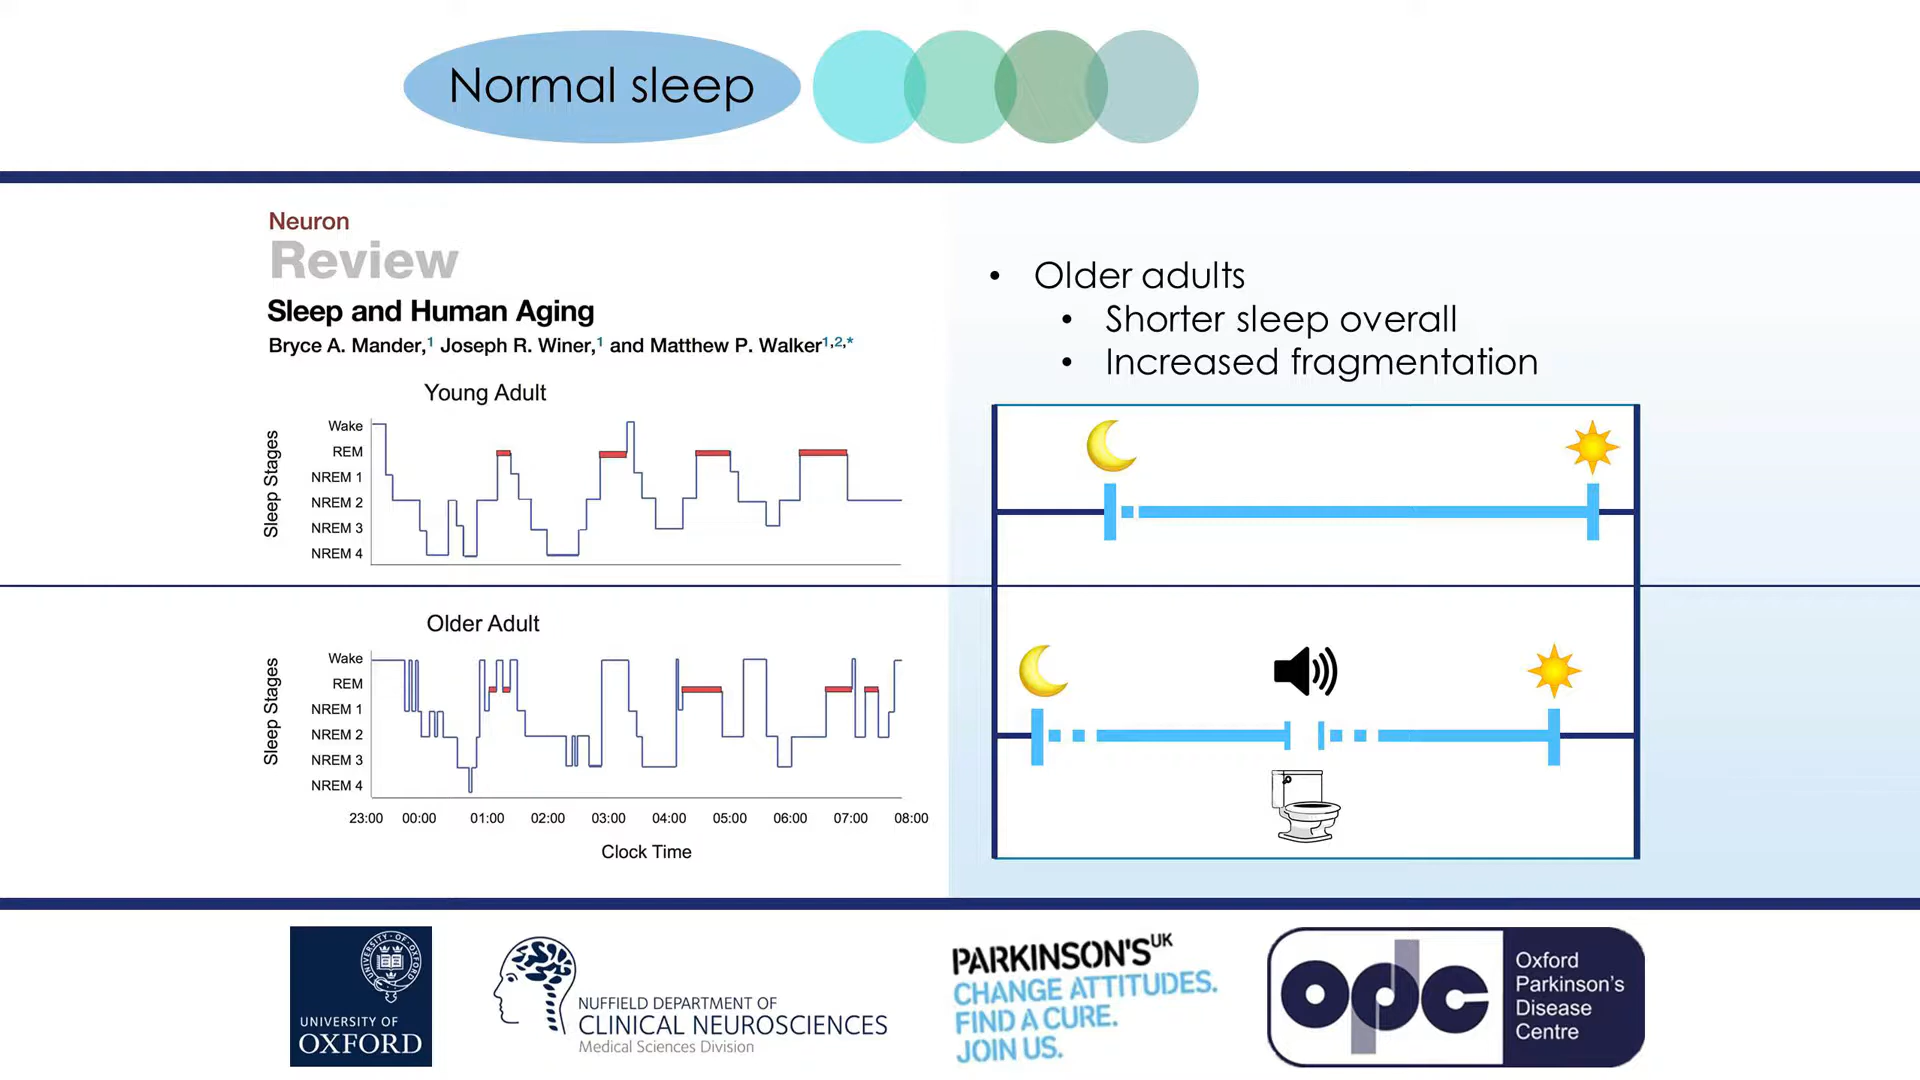 Normal sleep
Neuron
Review
Sleep and Human Aging
Bryce A. Mander,1 Joseph R. Winer,1 and Matthew P. Walker1,2,*
Young Adult
Sleep Stages
Wake
REM
NREM 1
NREM 2
NREM 3
NREM 4
Older Adult
Sleep Stages
Wake
REM
NREM 1
NREM 2
NREM 3
NREM 4
23:00 00:00 01:00 02:00 03:00 04:00 05:00 06:00 07:00 08:00
Clock Time
• Older adults
• Shorter sleep overall
• Increased fragmentation
UNIVERSITY OF OXFORD
UNIVERSITY OF
OXFORD
NUFFIELD DEPARTMENT OF
CLINICAL NEUROSCIENCES
Medical Sciences Division
PARKINSON'S UK
CHANGE ATTITUDES.
FIND A CURE.
JOIN US.
opdc
Oxford
Parkinson's
Disease
Centre